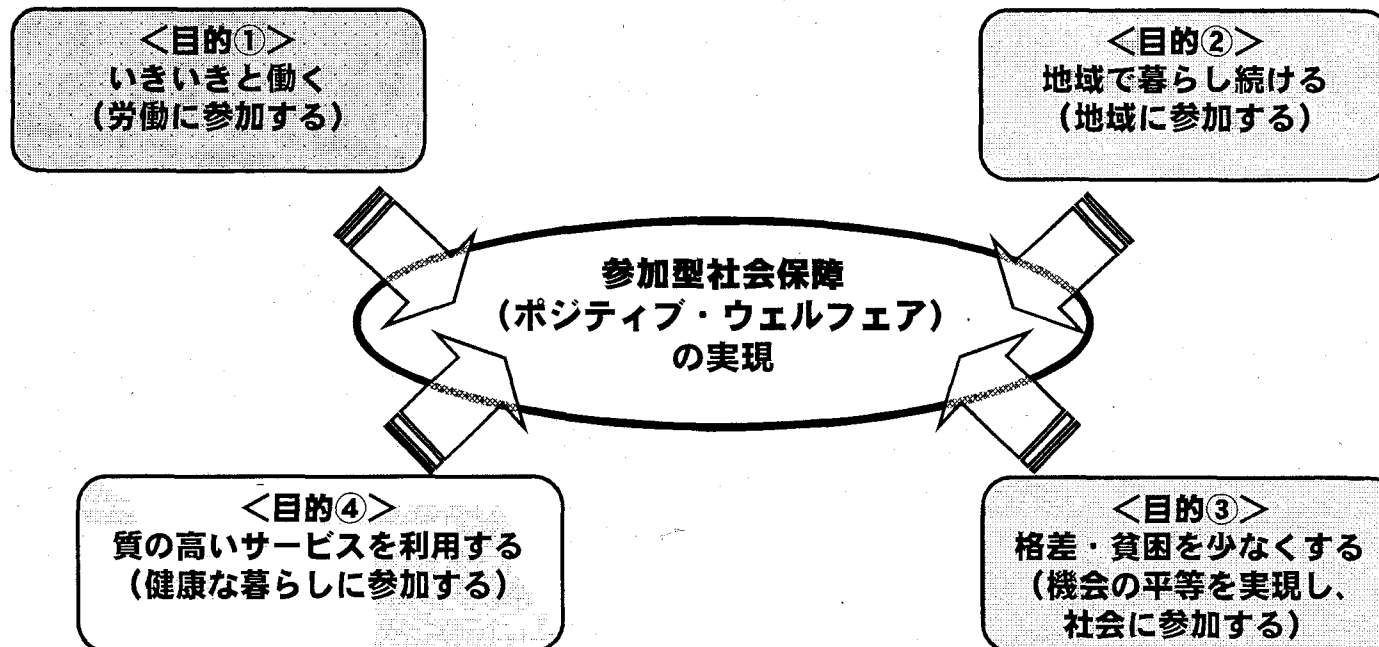 <目的①>
いきいきと働く
(労働に参加する)
<目的②>
地域で暮らし続ける
(地域に参加する)
参加型社会保障
(ポジティブ・ウェルフェア)
の実現
<目的④>
質の高いサービスを利用する
(健康な暮らしに参加する)
<目的③>
格差・貧困を少なくする
(機会の平等を実現し、
社会に参加する)